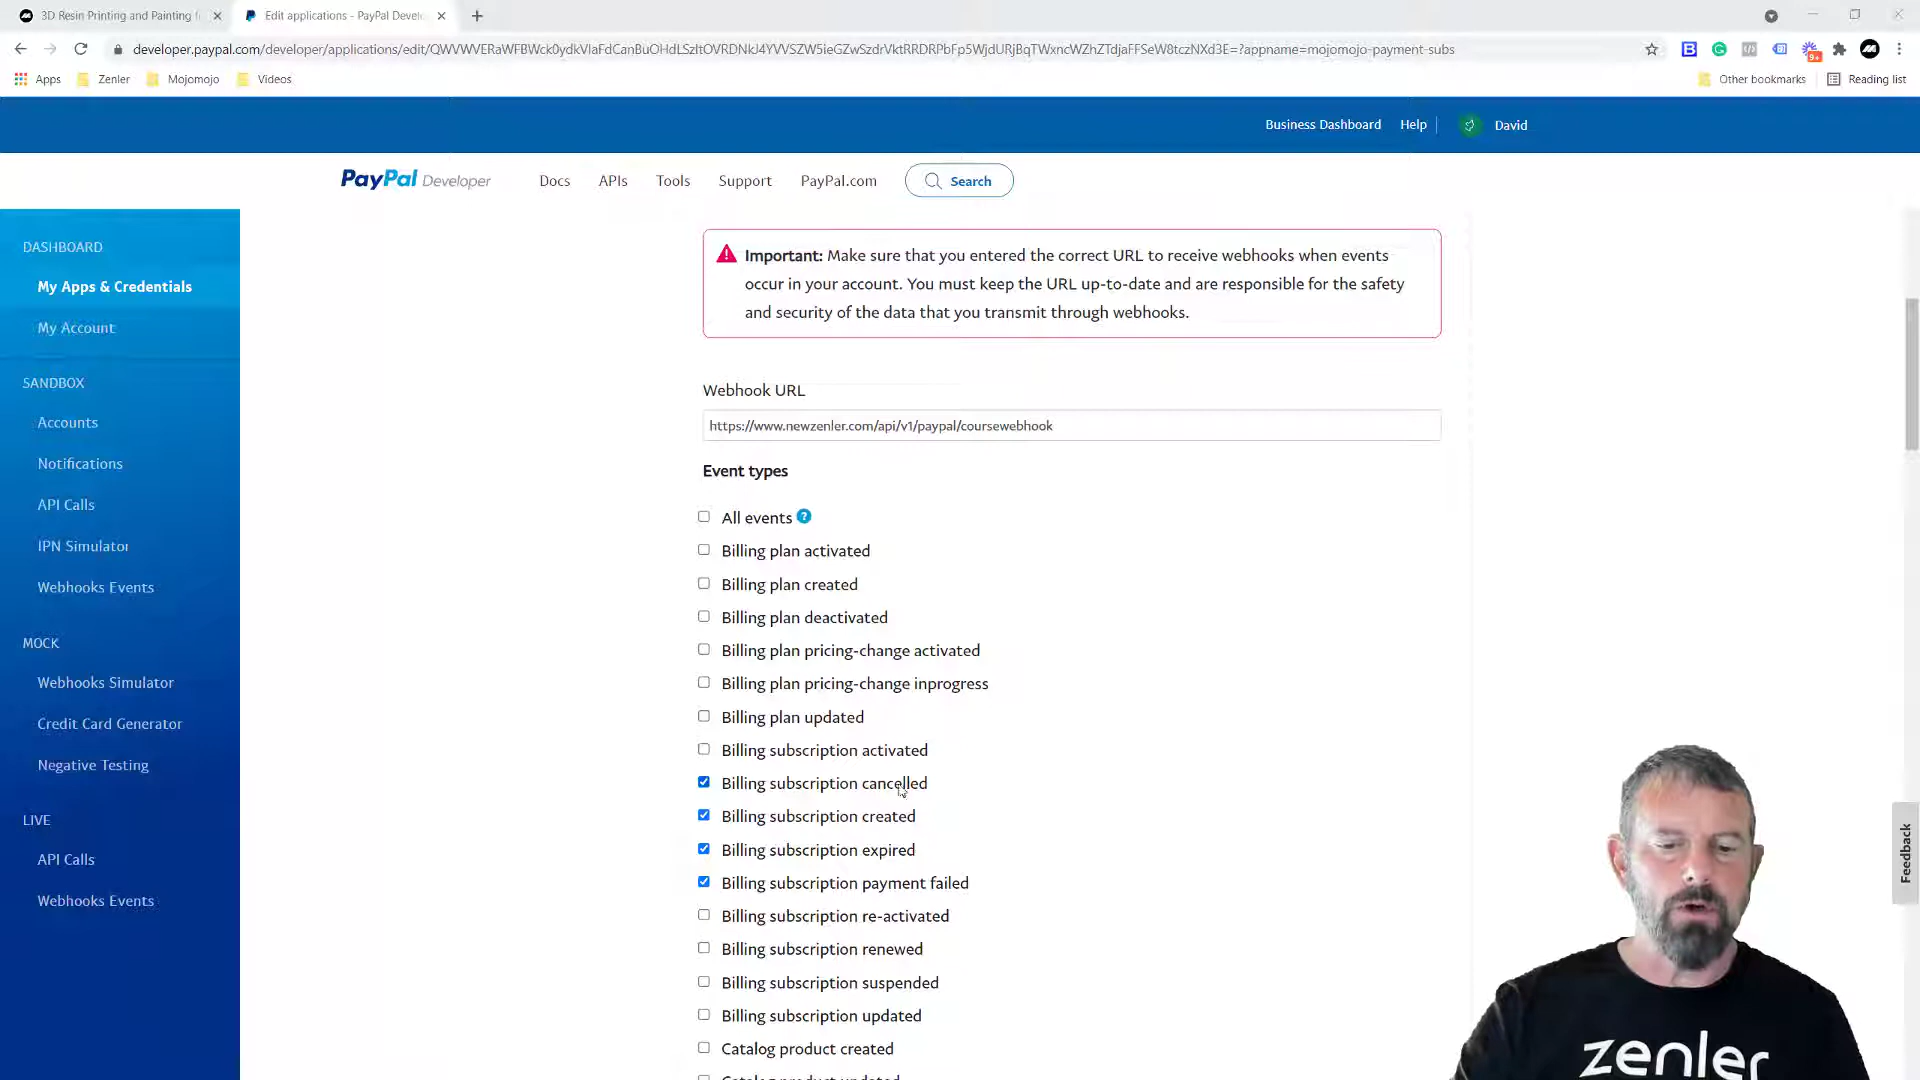 3D Resin Printing and Painting f
Edit applications - PayPal Develo
developer.paypal.com/developer/applications/edit/
?appname=mojomojo-payment-subs
9+
Apps
Zenler
Mojomojo
Videos
Other bookmarks
Reading list
Business Dashboard
Help
David
PayPal Developer
Docs
APIs
Tools
Support
PayPal.com
Search
DASHBOARD
My Apps & Credentials
My Account
SANDBOX
Accounts
Notifications
API Calls
IPN Simulator
Webhooks Events
MOCK
Webhooks Simulator
Credit Card Generator
Negative Testing
LIVE
API Calls
Webhooks Events
Important: Make sure that you entered the correct URL to receive webhooks when events
occur in your account. You must keep the URL up-to-date and are responsible for the safety
and security of the data that you transmit through webhooks.
Webhook URL
https://www.newzenler.com/api/v1/paypal/coursewebhook
Event types
All events ?
Billing plan activated
Billing plan created
Billing plan deactivated
Billing plan pricing-change activated
Billing plan pricing-change inprogress
Billing plan updated
Billing subscription activated
Billing subscription cancelled
Billing subscription created
Billing subscription expired
Billing subscription payment failed
Billing subscription re-activated
Billing subscription renewed
Billing subscription suspended
Billing subscription updated
Catalog product created
Catalog product updated
Feedback
zenler